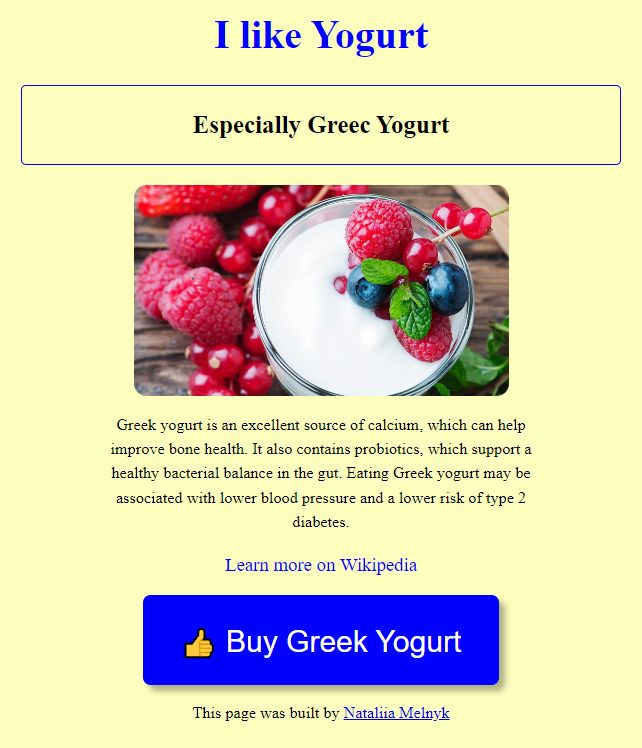 I like Yogurt
Especially Greec Yogurt
Greek yogurt is an excellent source of calcium, which can help
improve bone health. It also contains probiotics, which support a
healthy bacterial balance in the gut. Eating Greek yogurt may be
associated with lower blood pressure and a lower risk of type 2
diabetes.
Learn more on Wikipedia
👍 Buy Greek Yogurt
This page was built by Nataliia Melnyk